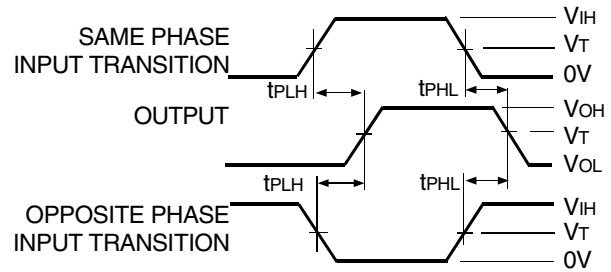 SAME PHASE
INPUT TRANSITION
VIH
VT
0V
tPLH
tPHL
OUTPUT
VOH
VT
VOL
tPLH
tPHL
OPPOSITE PHASE
INPUT TRANSITION
VIH
VT
0V